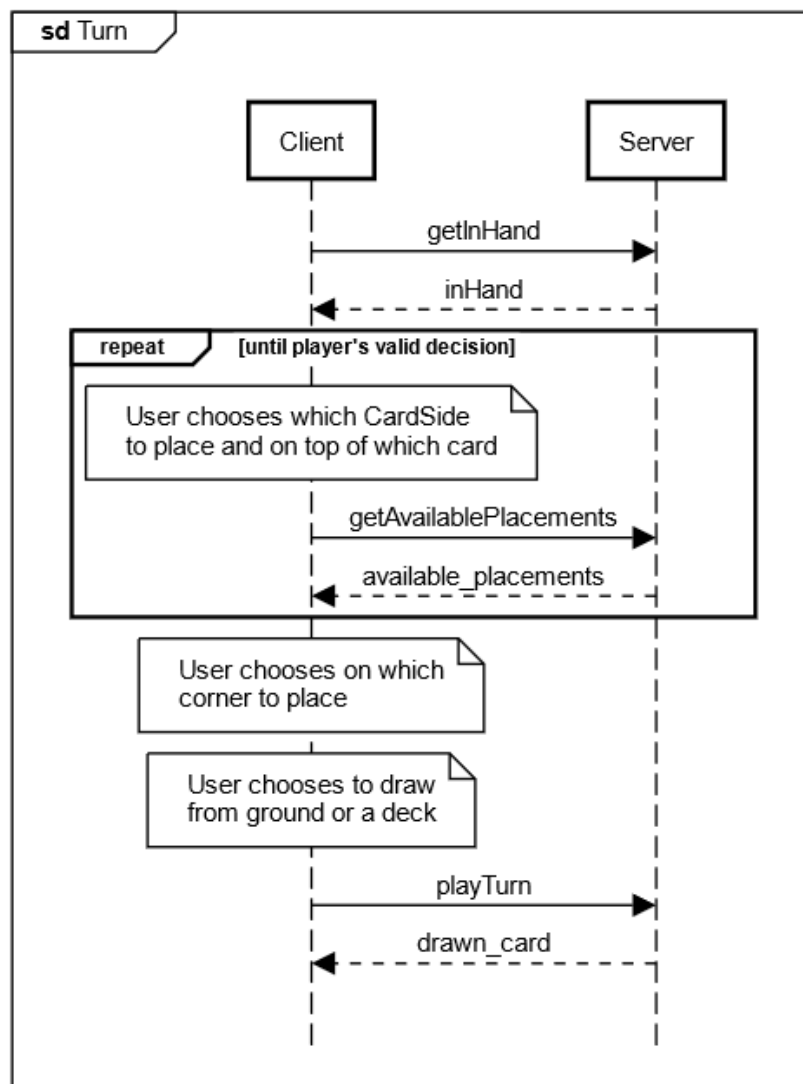 sd Turn
Client
Server
getInHand
inHand
repeat
[until player's valid decision]
User chooses which CardSide
to place and on top of which card
getAvailablePlacements
available_placements
User chooses on which
corner to place
User chooses to draw
from ground or a deck
playTurn
drawn_card